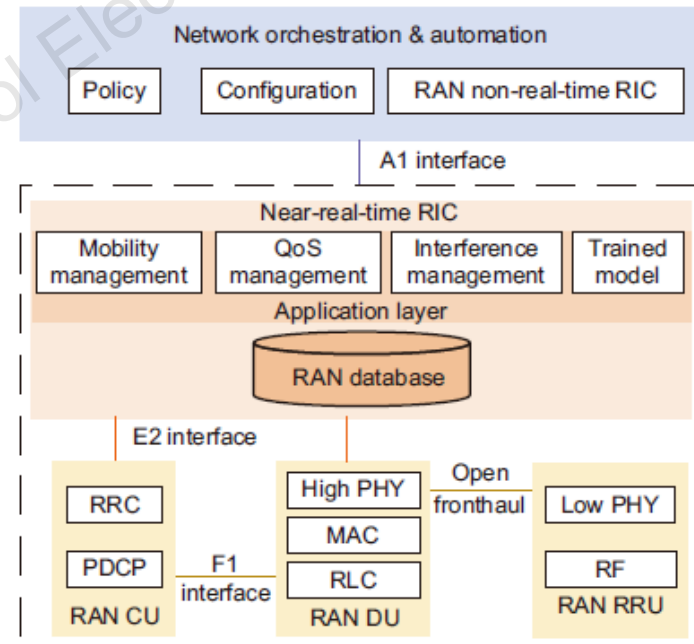 ol Elec
Network orchestration & automation
Policy
Configuration
RAN non-real-time RIC
A1 interface
Near-real-time RIC
Mobility
management
QoS
management
Interference
management
Trained
model
Application layer
RAN database
E2 interface
RRC
PDCP
RAN CU
F1
interface
High PHY
MAC
RLC
RAN DU
Open
fronthaul
Low PHY
RF
RAN RRU